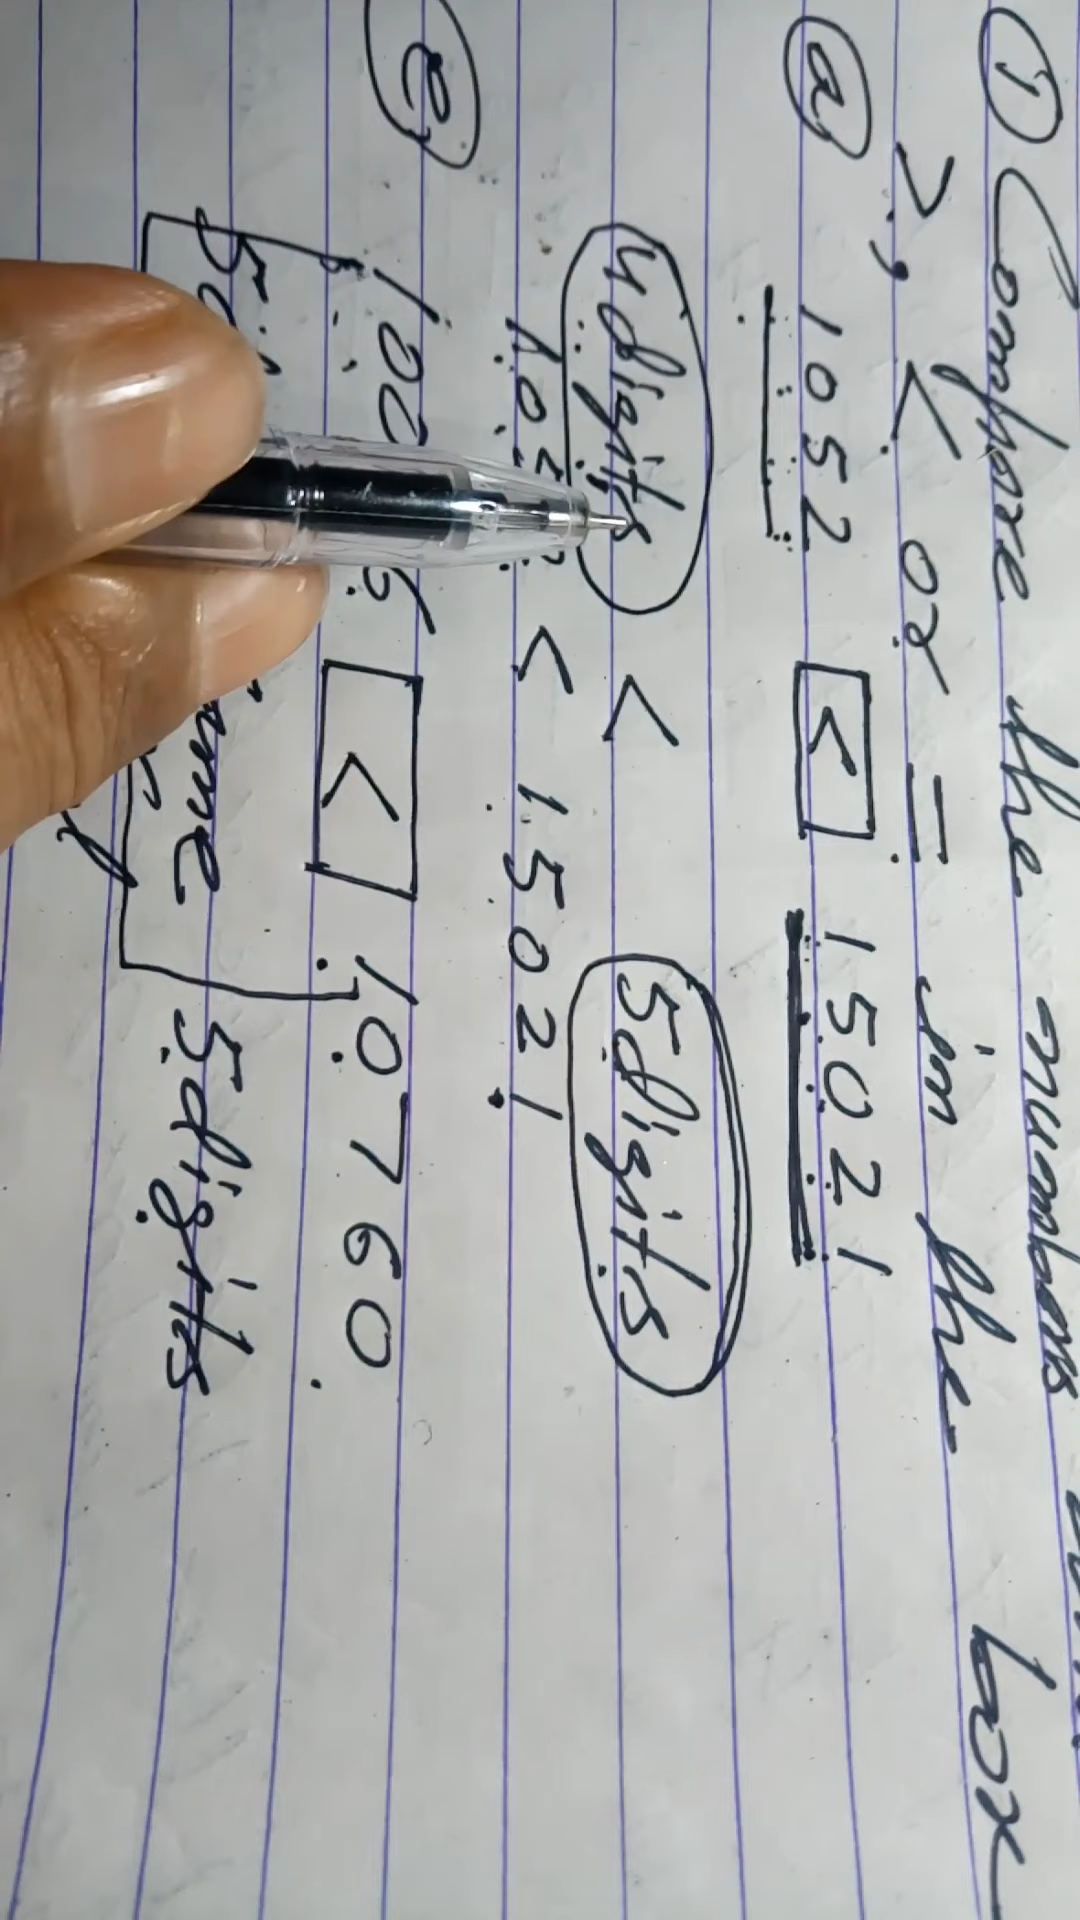 ① Compare the numbers
>, < or = in the box
ⓐ 1052 < 15021
4 digits < 5 digits
1052 < 15021
ⓔ < 10760
5 digits